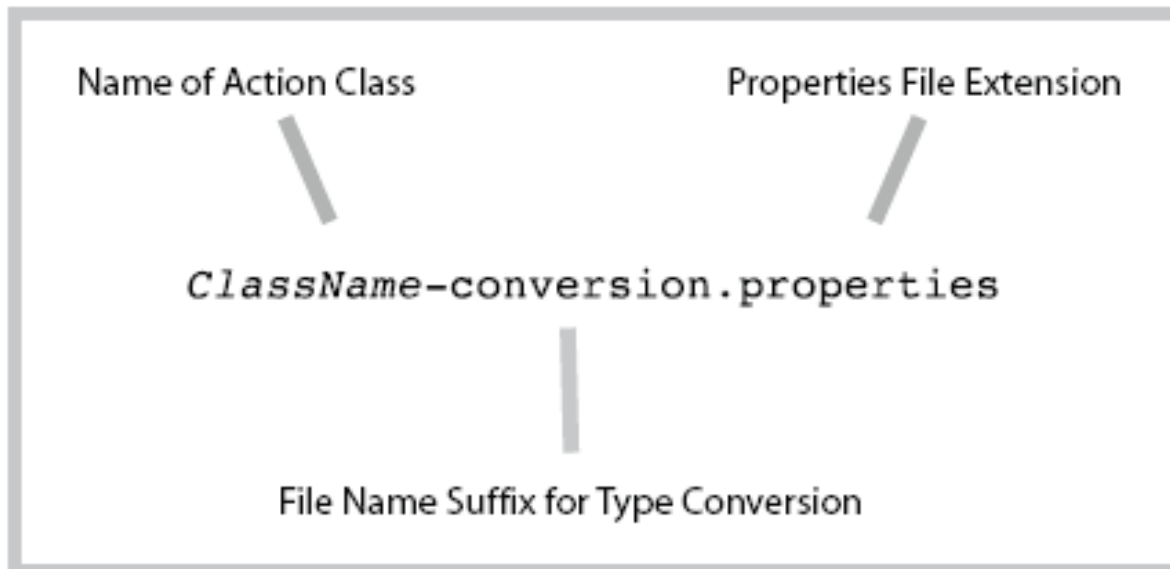 Name of Action Class
Properties File Extension
ClassName-conversion.properties
File Name Suffix for Type Conversion